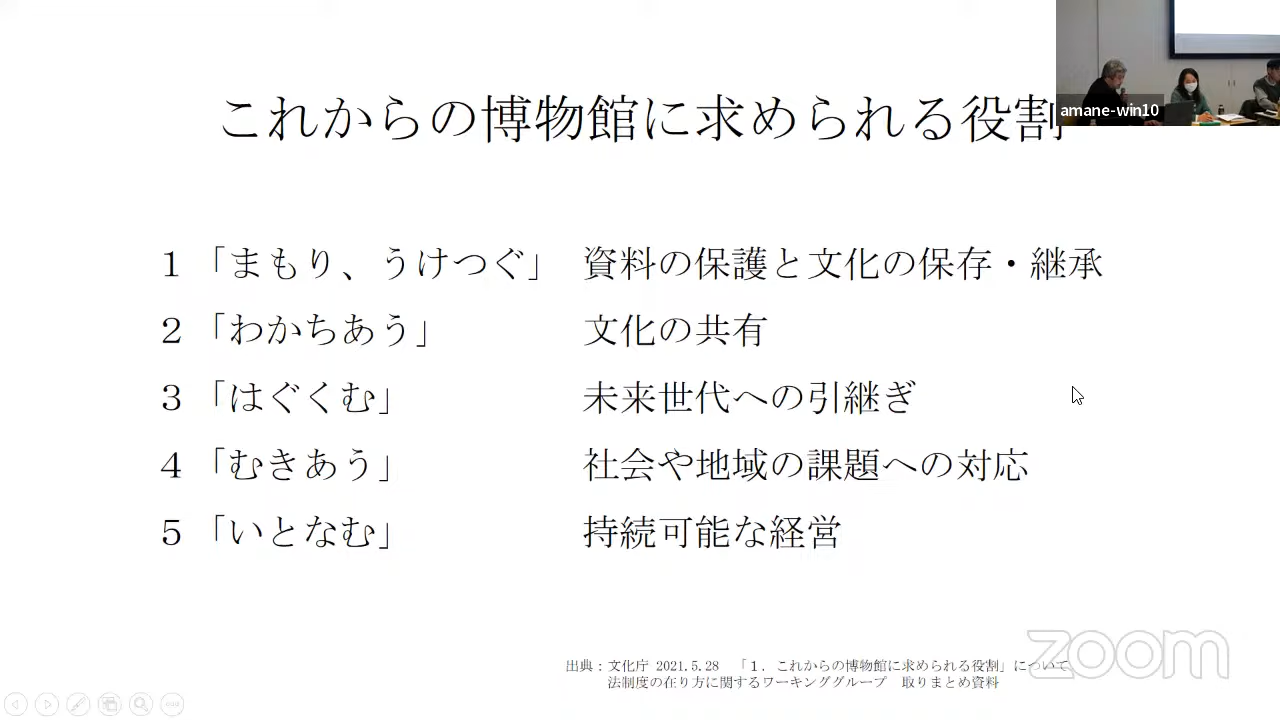 これからの博物館に求められる役割
amane-win10
1 「まもり、うけつぐ」 資料の保護と文化の保存・継承
2 「わかちあう」 文化の共有
3 「はぐくむ」 未来世代への引継ぎ
4 「むきあう」 社会や地域の課題への対応
5 「いとなむ」 持続可能な経営
出典：文化庁 2021.5.28 「１．これからの博物館に求められる役割」について、
法制度の在り方に関するワーキンググループ 取りまとめ資料
zoom